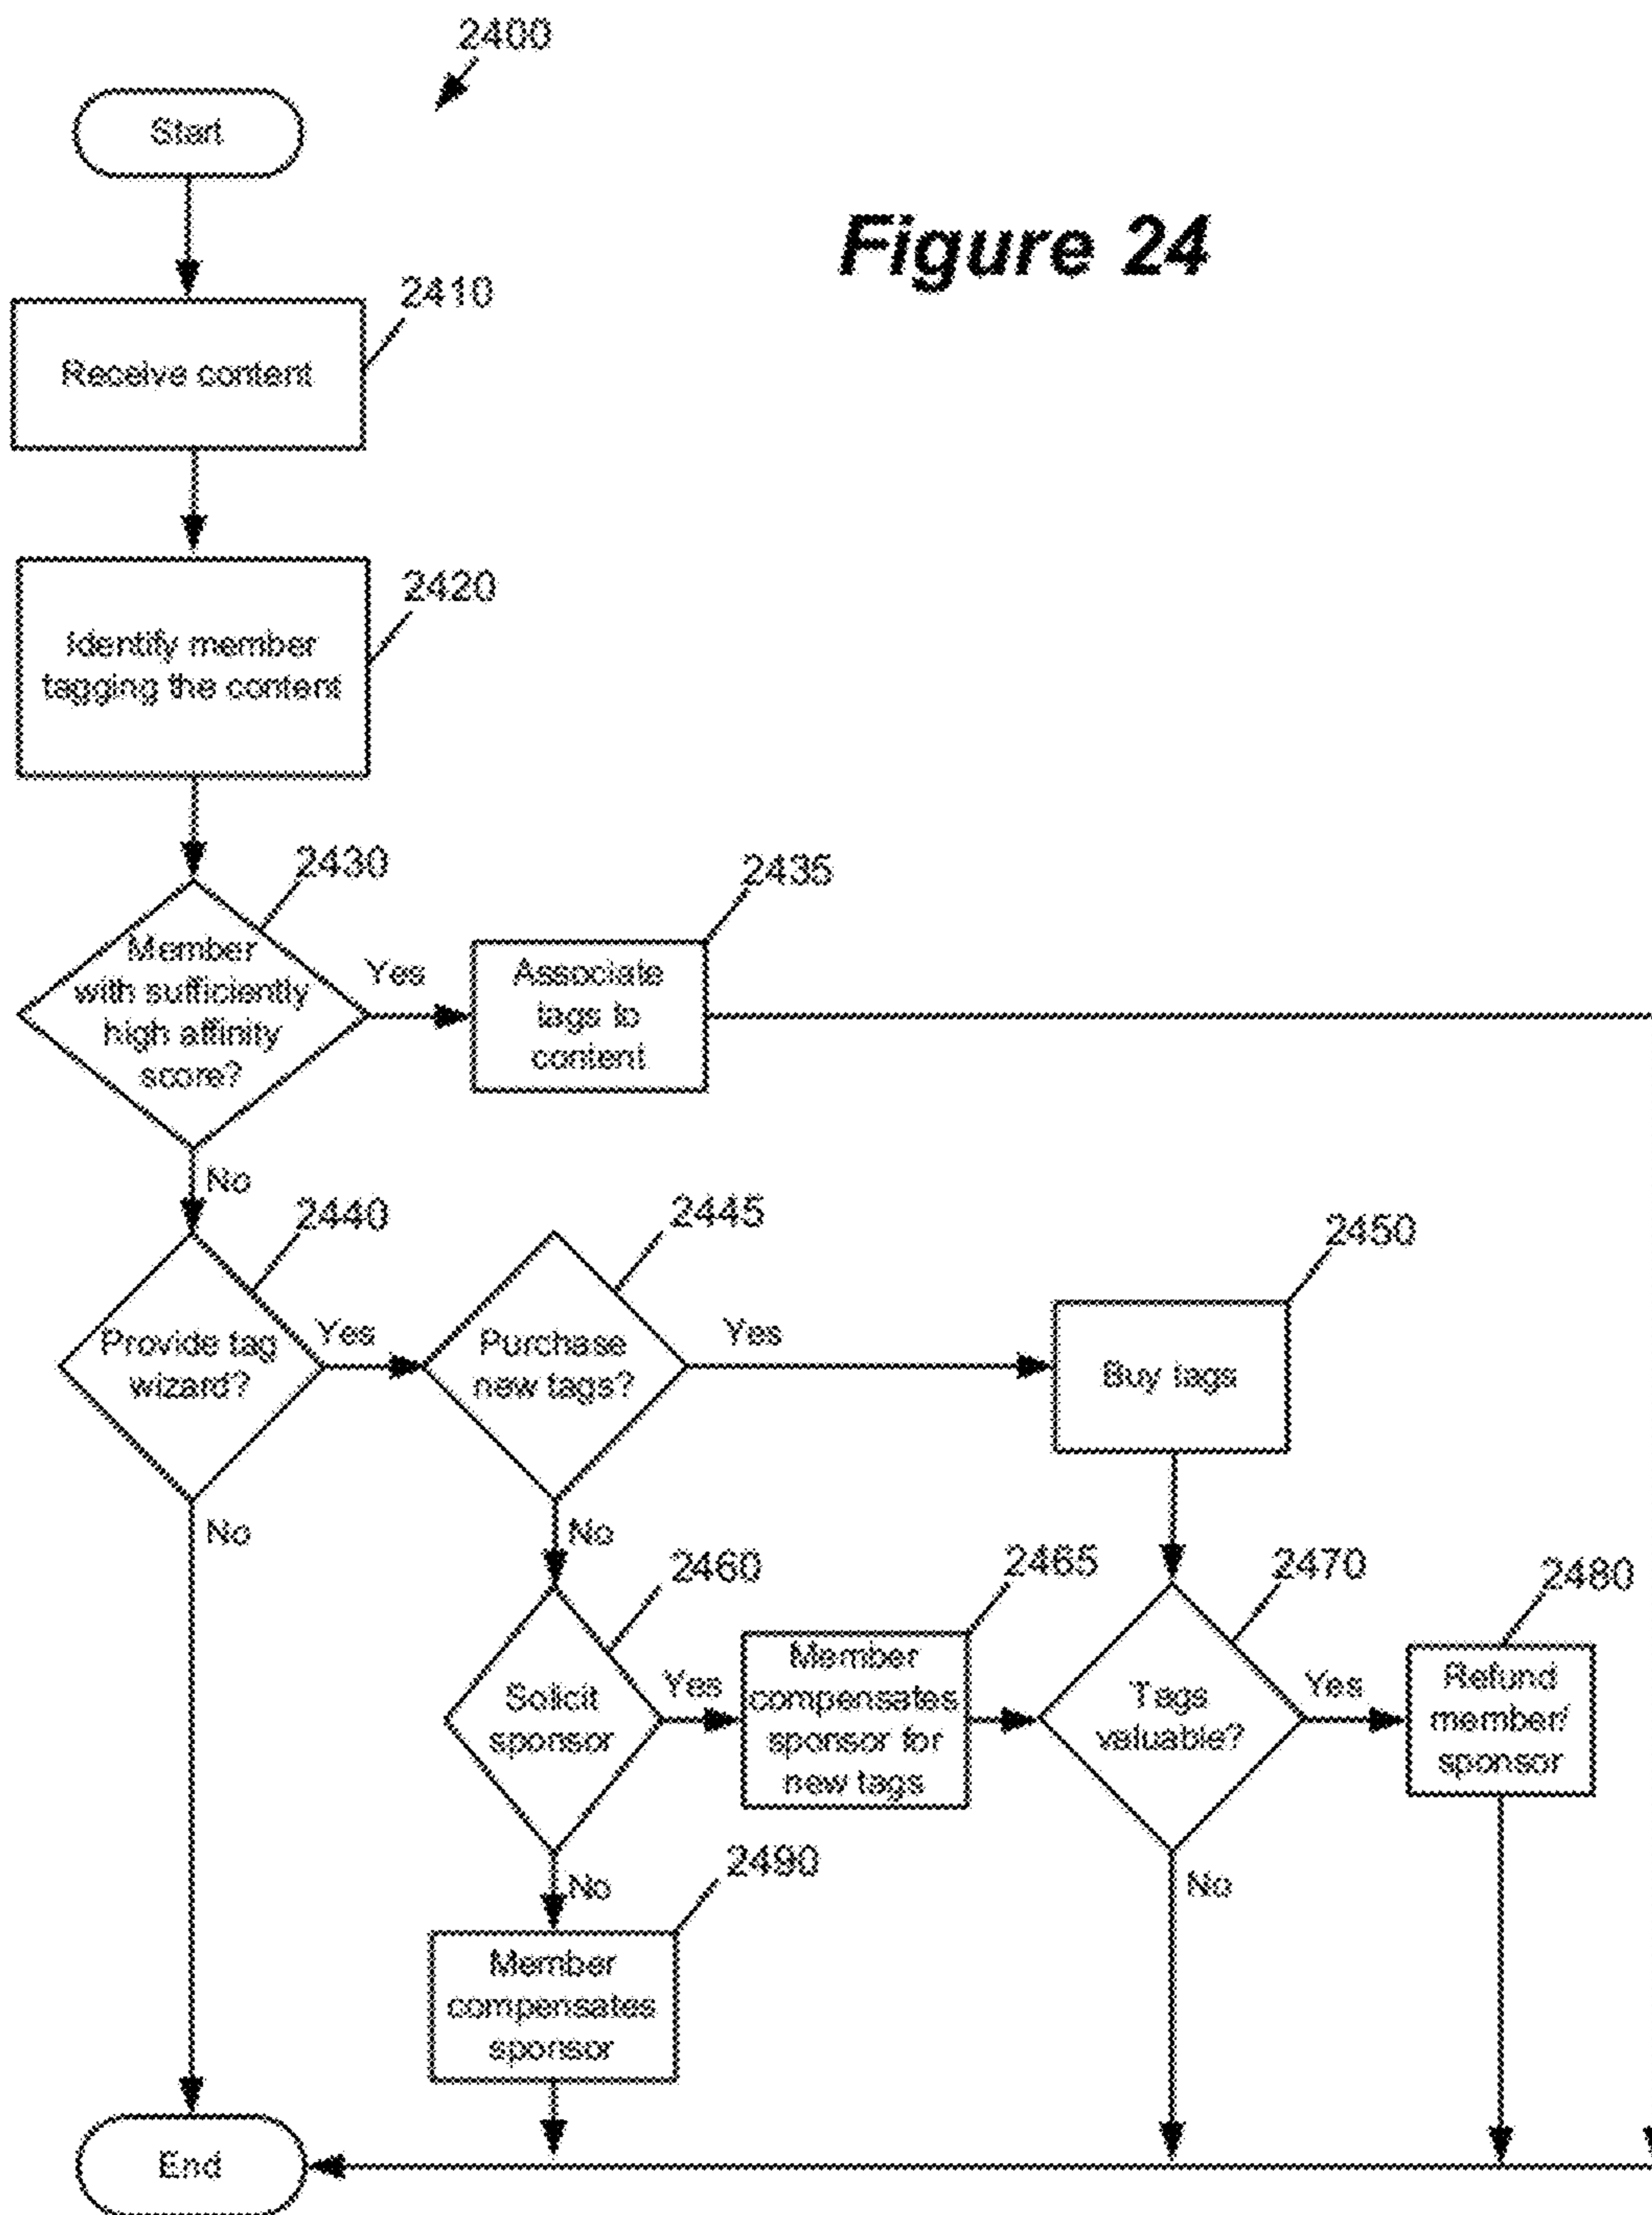 2400
Start
Figure 24
2410
Receive content
2420
Identify member
tagging the content
2430
Member
with sufficiently
high affinity
score?
Yes
2435
Associate
tags to
content
No
2440
Provide tag
wizard?
Yes
2445
Purchase
new tags?
Yes
2450
Buy tags
No
No
2460
Solicit
sponsor
Yes
2465
Member
compensates
sponsor for
new tags
2470
Tags
valuable?
Yes
2480
Refund
member/
sponsor
No
2490
Member
compensates
sponsor
No
End